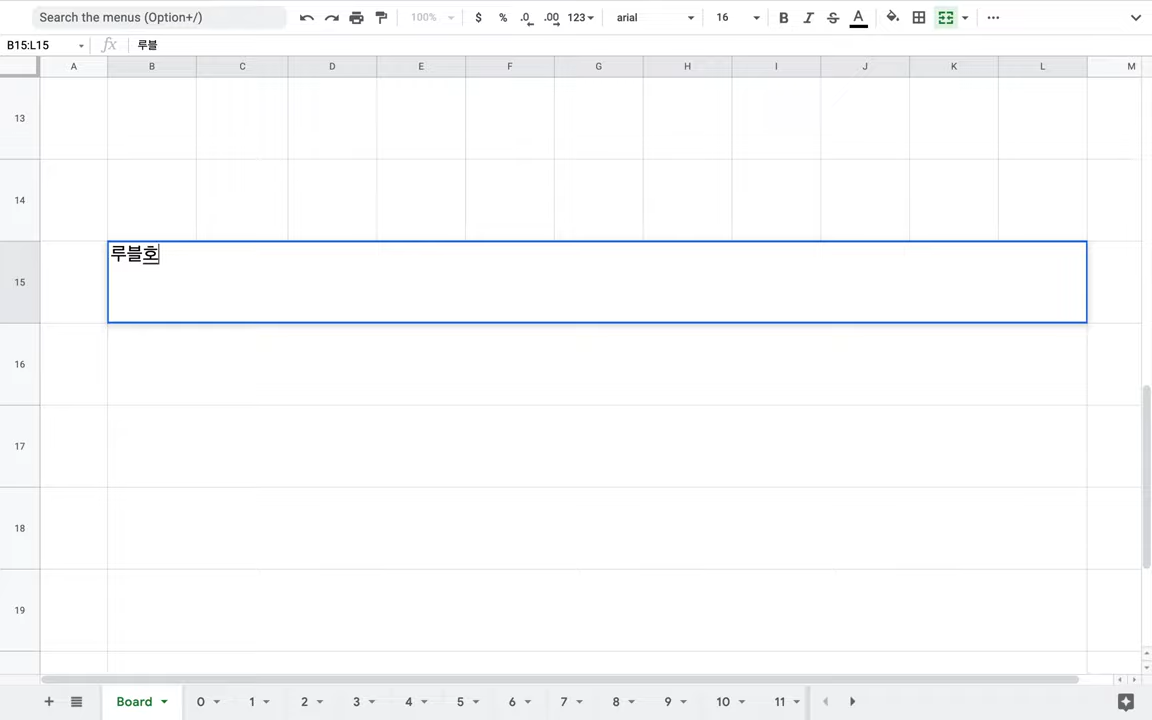 Search the menus (Option+/) 100% $ % .0 .00 123 arial 16 B I S A
B15:L15 fx 루블
A B C D E F G H I J K L M
13
14
15 루블호
16
17
18
19
+ Board 0 1 2 3 4 5 6 7 8 9 10 11